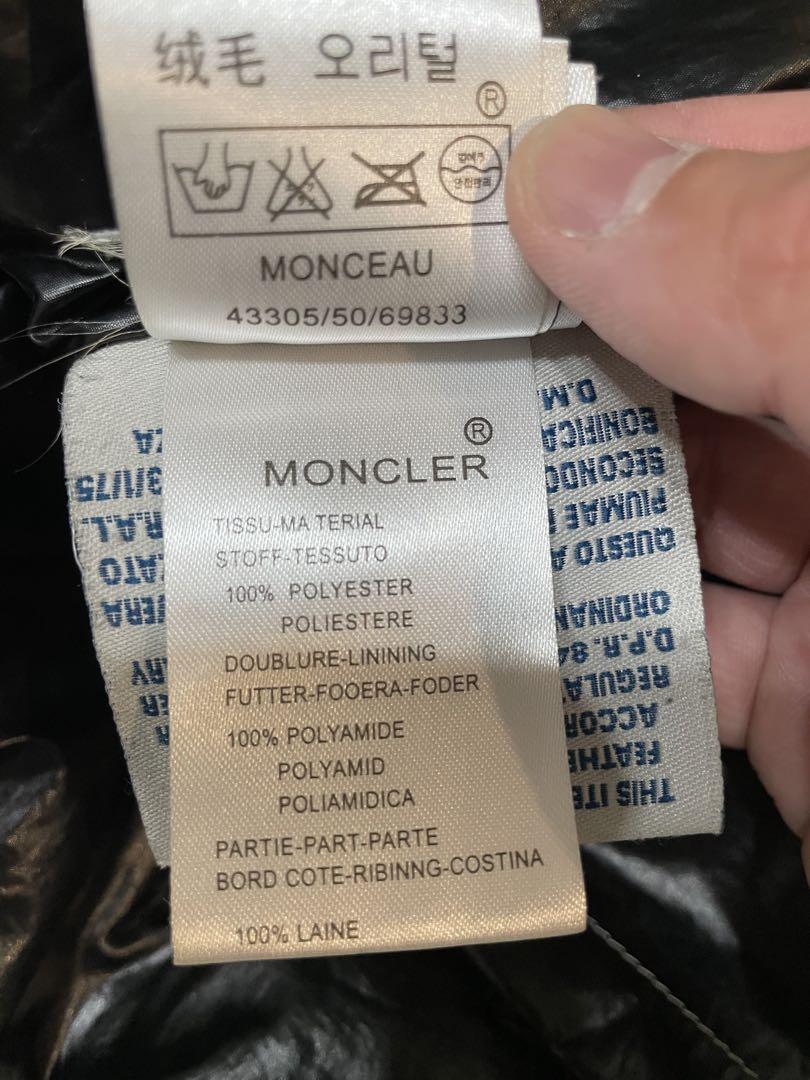 绒毛 오리털
®
MONCEAU
43305/50/69833
®
MONCLER
TISSU-MA TERIAL
STOFF-TESSUTO
100% POLYESTER
POLIESTERE
DOUBLURE-LINING
FUTTER-FOOERA-FODER
100% POLYAMIDE
POLYAMID
POLIAMIDICA
PARTIE-PART-PARTE
BORD COTE-RIBINNG-COSTINA
100% LAINE
THIS
FEATHE
ACCOR
REGULA
D.P.R. 84
ORDINAN
QUESTO A
PIUMAE
SECONDO
BONIFICA
D.M.